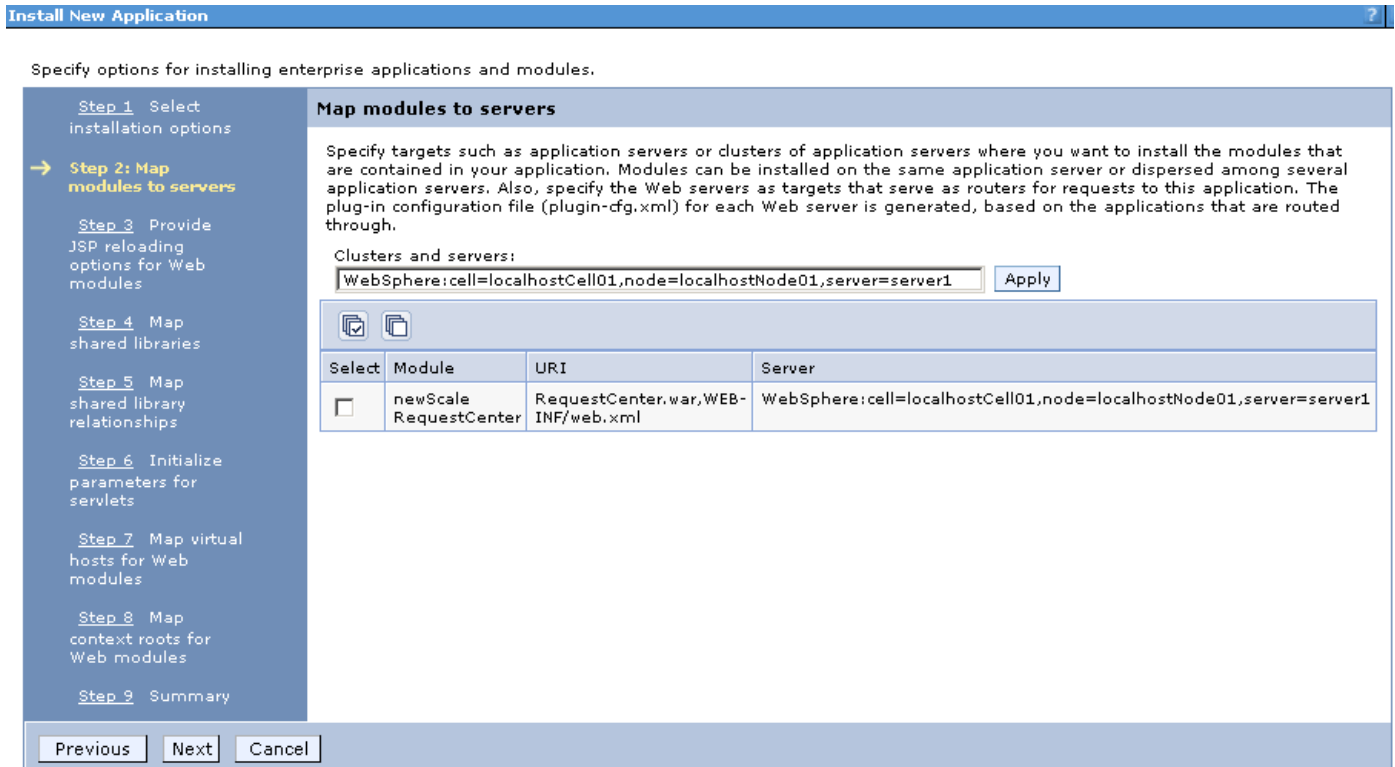 Install New Application
?
Specify options for installing enterprise applications and modules.
Step 1 Select
installation options
Step 2: Map
modules to servers
Step 3 Provide
JSP reloading
options for Web
modules
Step 4 Map
shared libraries
Step 5 Map
shared library
relationships
Step 6 Initialize
parameters for
servlets
Step 7 Map virtual
hosts for Web
modules
Step 8 Map
context roots for
Web modules
Step 9 Summary
Map modules to servers
Specify targets such as application servers or clusters of application servers where you want to install the modules that
are contained in your application. Modules can be installed on the same application server or dispersed among several
application servers. Also, specify the Web servers as targets that serve as routers for requests to this application. The
plug-in configuration file (plugin-cfg.xml) for each Web server is generated, based on the applications that are routed
through.
Clusters and servers:
WebSphere:cell=localhostCell01,node=localhostNode01,server=server1 Apply
Select Module URI Server
newScale RequestCenter.war,WEB- WebSphere:cell=localhostCell01,node=localhostNode01,server=server1
RequestCenter INF/web.xml
Previous Next Cancel